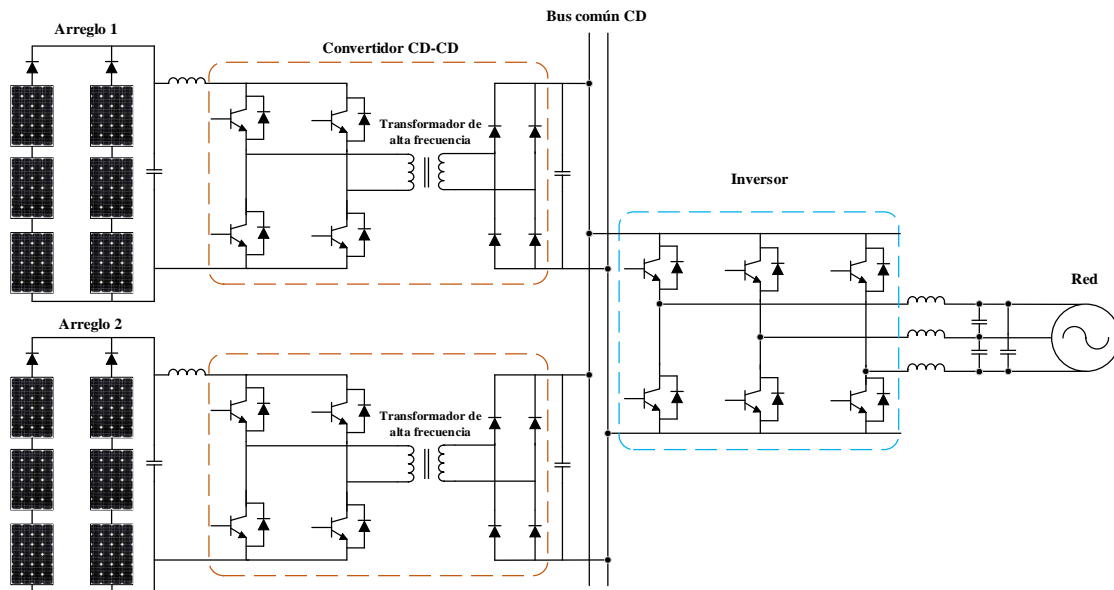 Arreglo 1
Bus común CD
Convertidor CD-CD
Transformador de
alta frecuencia
Inversor
Red
Arreglo 2
Transformador de
alta frecuencia